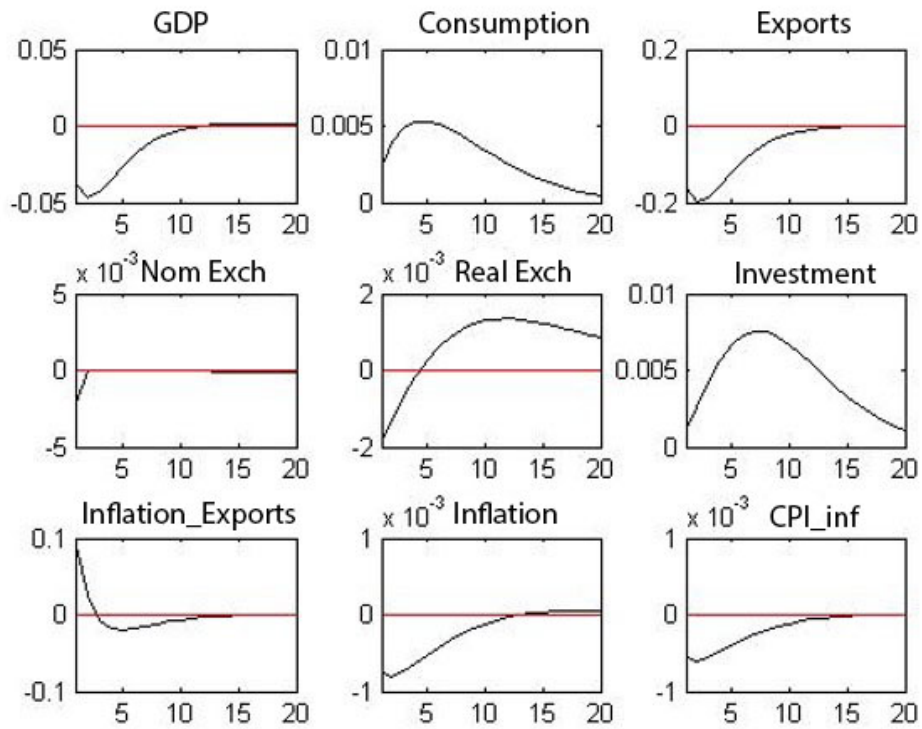 GDP Consumption Exports
0.05 0.01 0.2
0 0.005 0
-0.05 0 -0.2
5 10 15 20 5 10 15 20 5 10 15 20
x 10⁻³ Nom Exch x 10⁻³ Real Exch Investment
5 2 0.01
0 0 0.005
-5 -2 0
5 10 15 20 5 10 15 20 5 10 15 20
Inflation_Exports x 10⁻³ Inflation x 10⁻³ CPI_inf
0.1 1 1
0 0 0
-0.1 -1 -1
5 10 15 20 5 10 15 20 5 10 15 20